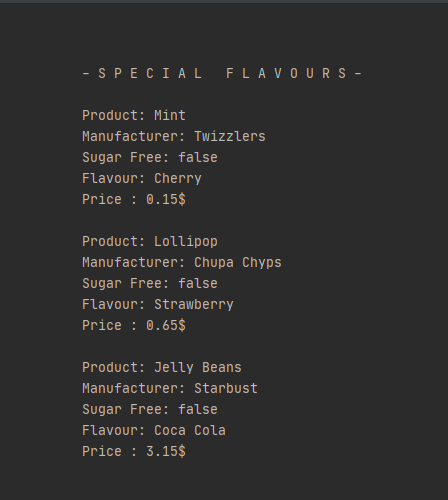 - S P E C I A L   F L A V O U R S -
Product: Mint
Manufacturer: Twizzlers
Sugar Free: false
Flavour: Cherry
Price : 0.15$
Product: Lollipop
Manufacturer: Chupa Chyps
Sugar Free: false
Flavour: Strawberry
Price : 0.65$
Product: Jelly Beans
Manufacturer: Starbust
Sugar Free: false
Flavour: Coca Cola
Price : 3.15$